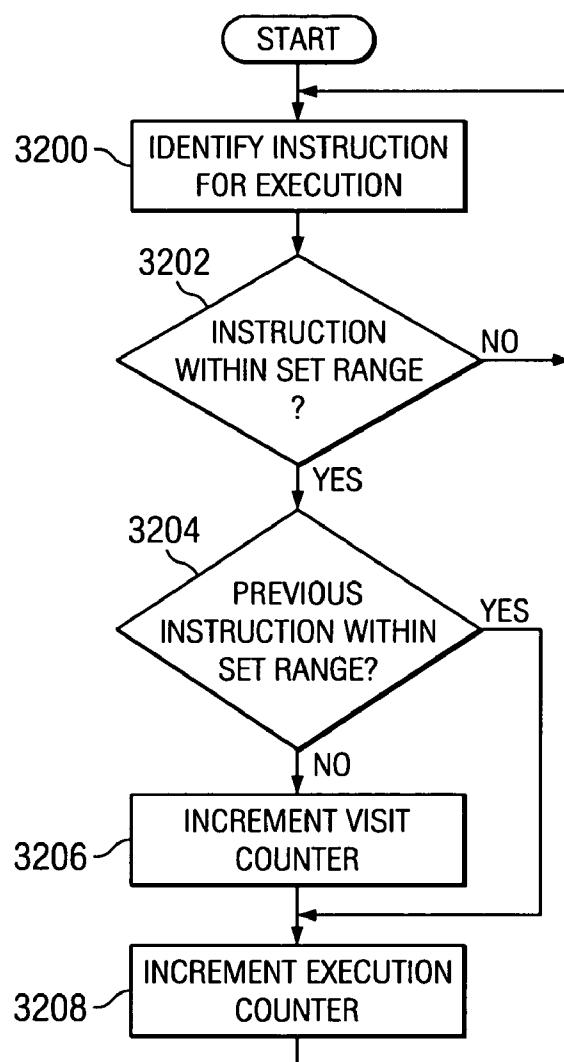 START
3200
IDENTIFY INSTRUCTION
FOR EXECUTION
3202
INSTRUCTION
WITHIN SET RANGE
?
NO
YES
3204
PREVIOUS
INSTRUCTION WITHIN
SET RANGE?
YES
NO
3206
INCREMENT VISIT
COUNTER
3208
INCREMENT EXECUTION
COUNTER